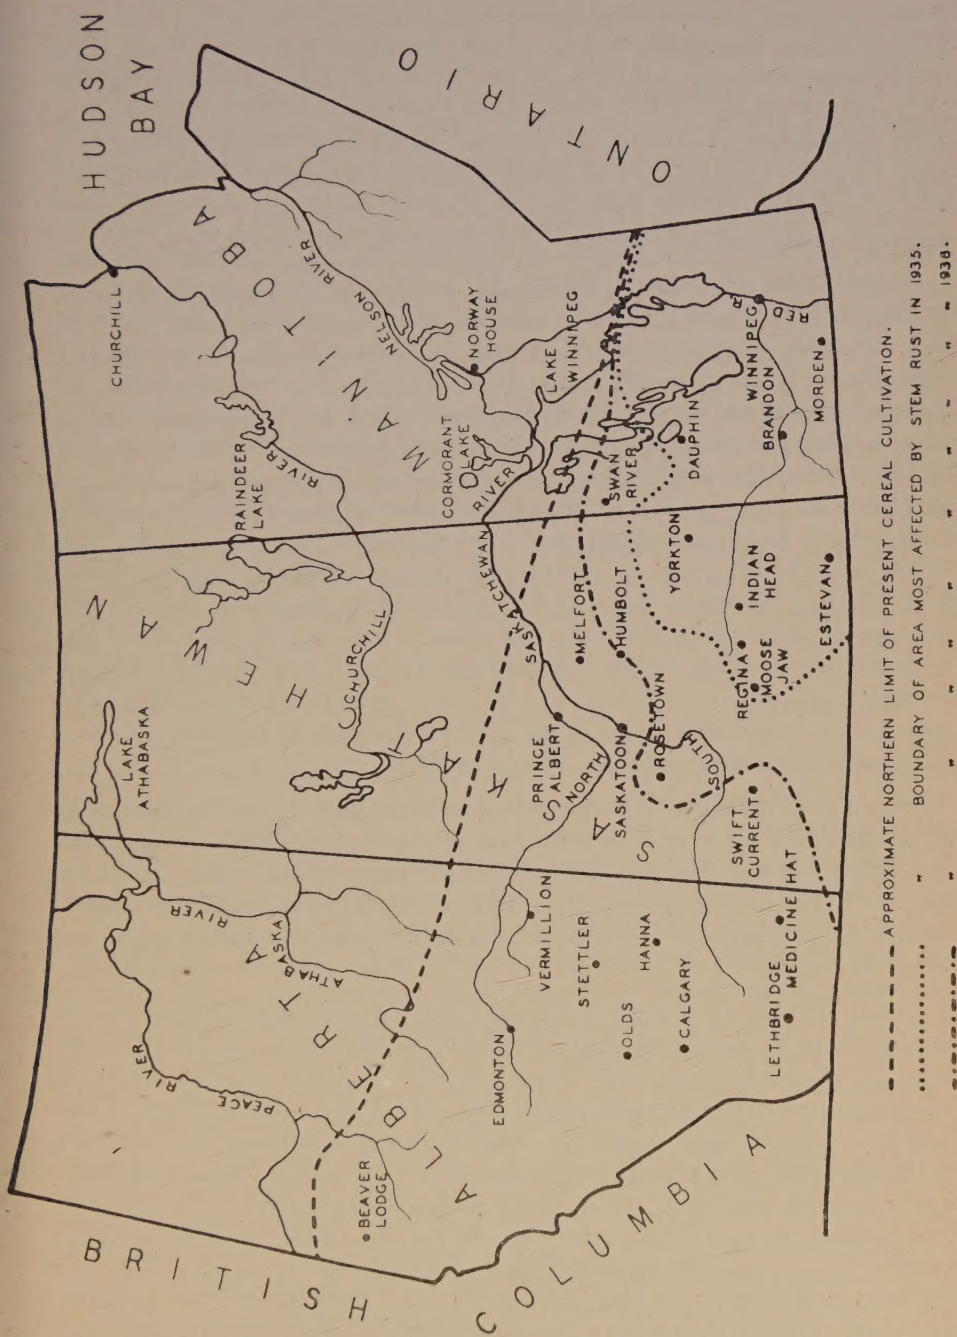 HUDSON
BAY
BRITISH
COLUMBIA
ALBERTA
SASKATCHEWAN
MANITOBA
ONTARIO
PEACE
RIVER
BEAVER
LODGE
ATHABASKA
RIVER
LAKE
ATHABASKA
EDMONTON
VERMILLION
STETTLER
HANNA
OLDS
CALGARY
LETHBRIDGE
MEDICINE HAT
RAINDEER
LAKE
CHURCHILL
RIVER
CHURCHILL
PRINCE
ALBERT
NORTH
SASKATCHEWAN
RIVER
SASKATOON
SOUTH
ROSETOWN
SWIFT
CURRENT
MELFORT
HUMBOLT
REGINA
MOOSE
JAW
INDIAN
HEAD
YORKTON
ESTEVAN
CORMORANT
LAKE
NELSON
RIVER
NORWAY
HOUSE
LAKE
WINNIPEG
SWAN
RIVER
DAUPHIN
WINNIPEG
BRANDON
MORDEN
RED R
APPROXIMATE NORTHERN LIMIT OF PRESENT CEREAL CULTIVATION.
" BOUNDARY OF AREA MOST AFFECTED BY STEM RUST IN 1935.
" " " " " " " " 1938.